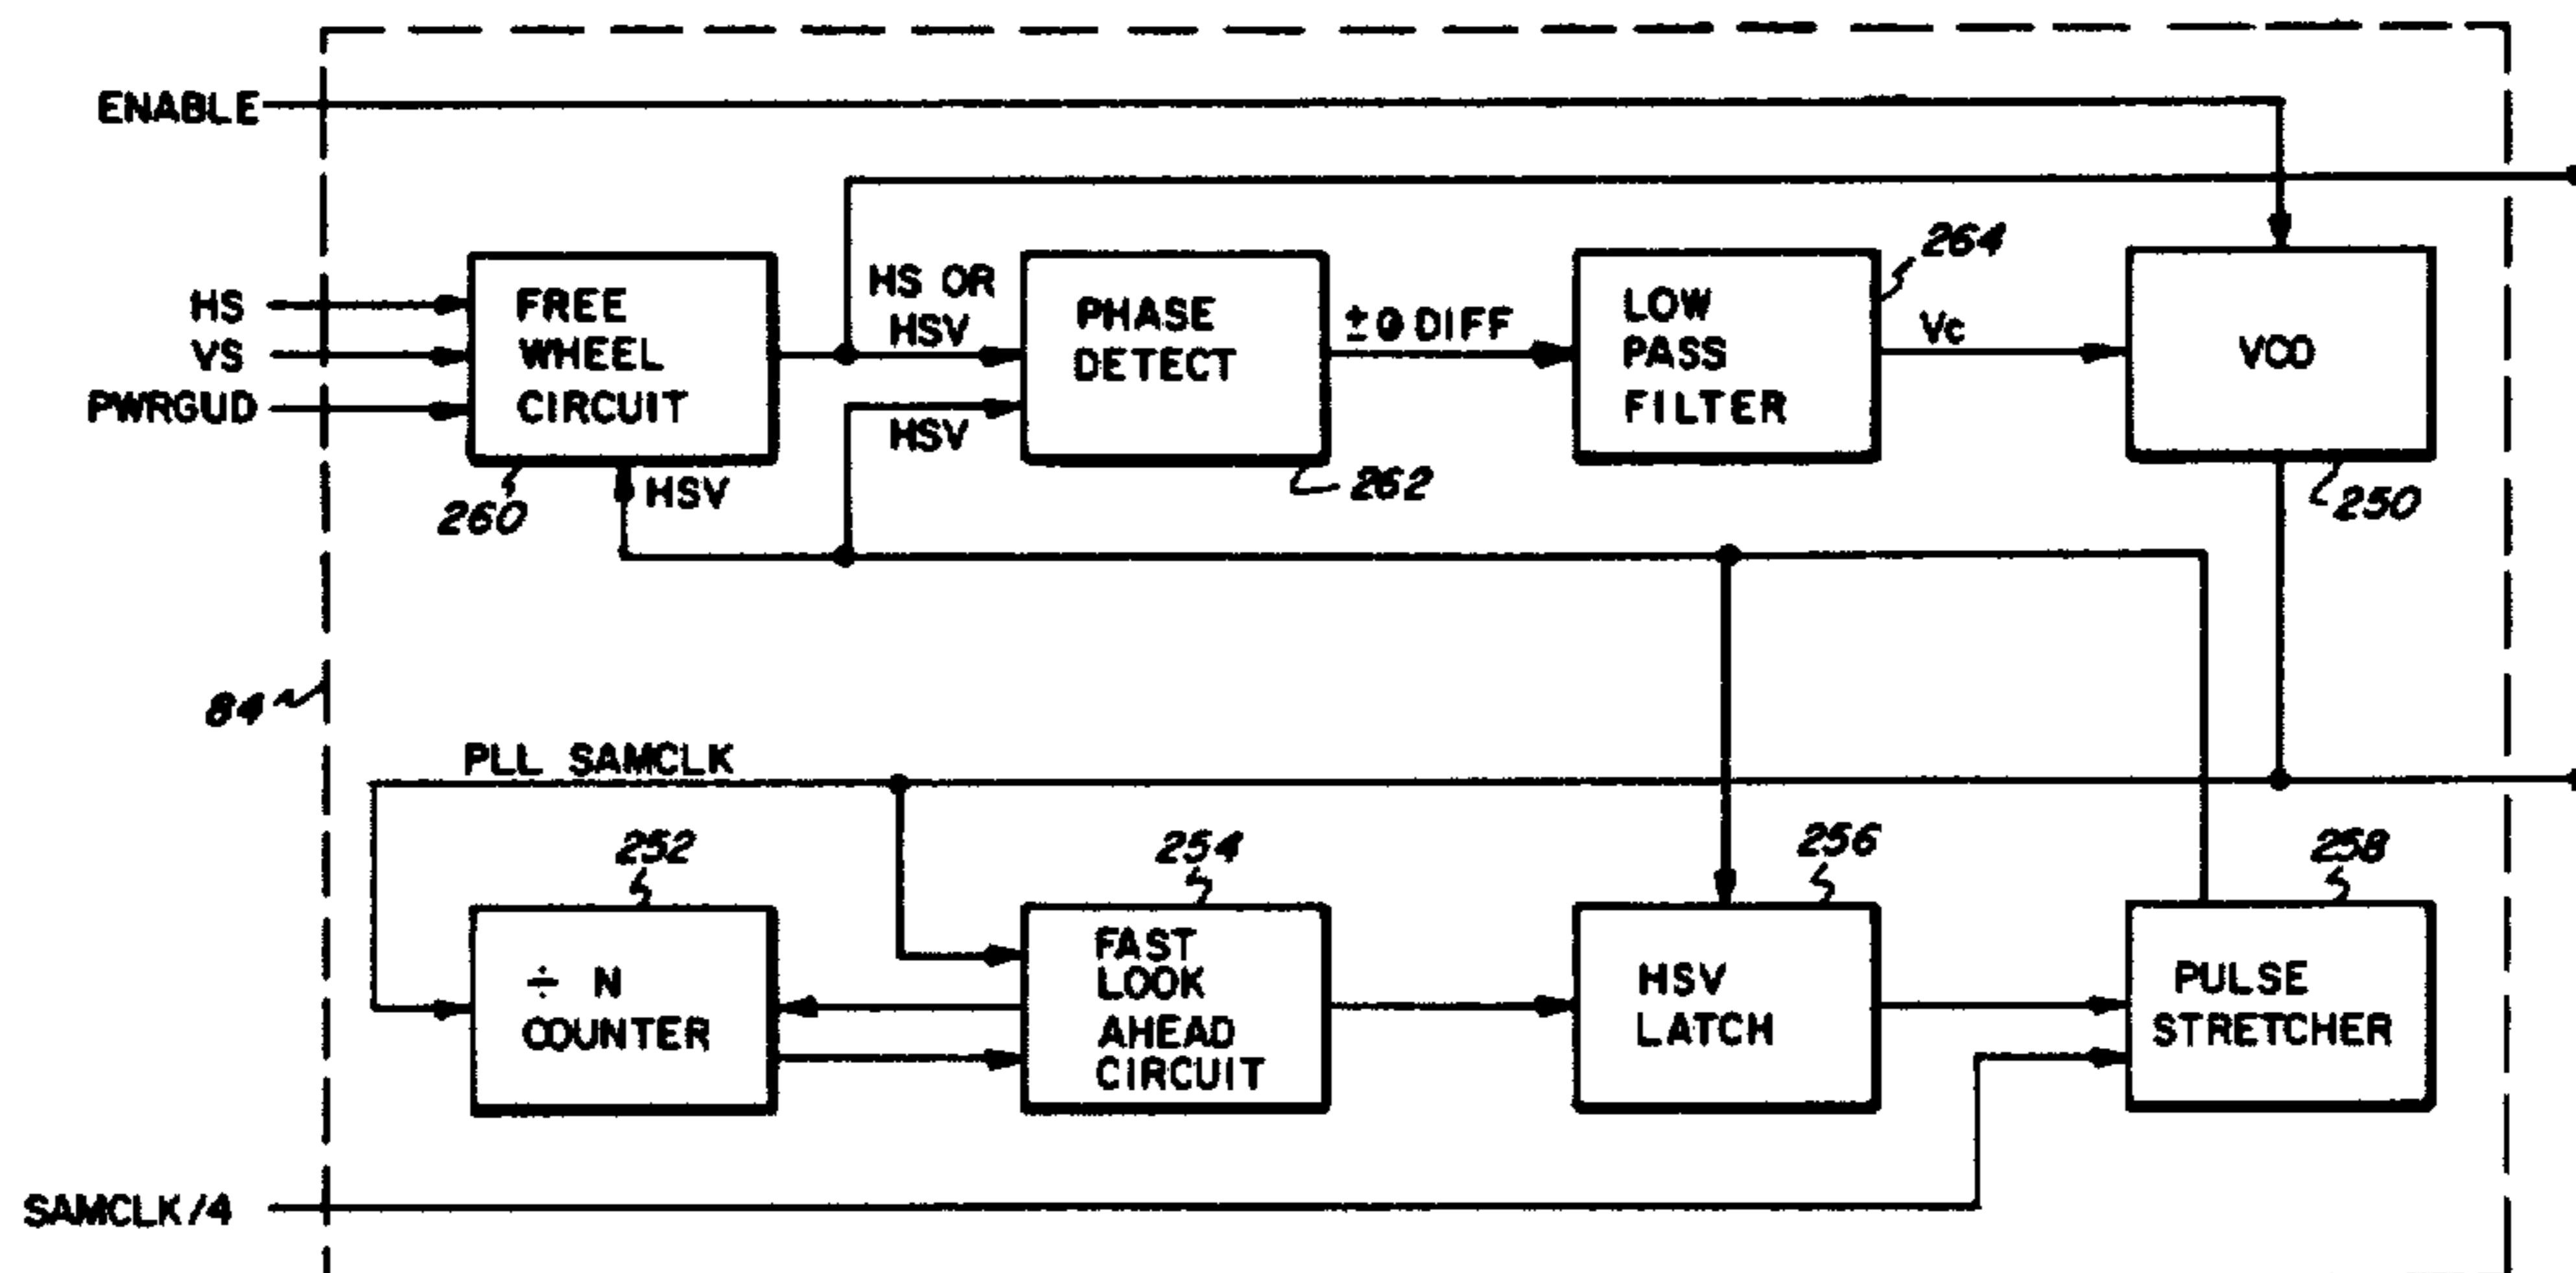 ENABLE
HS
VS
PWRGUD
FREE
WHEEL
CIRCUIT
260
HSV
HS OR
HSV
HSV
PHASE
DETECT
262
±ΦDIFF
LOW
PASS
FILTER
264
Vc
VCO
250
84
PLL SAMCLK
252
÷ N
COUNTER
254
FAST
LOOK
AHEAD
CIRCUIT
256
HSV
LATCH
258
PULSE
STRETCHER
SAMCLK/4